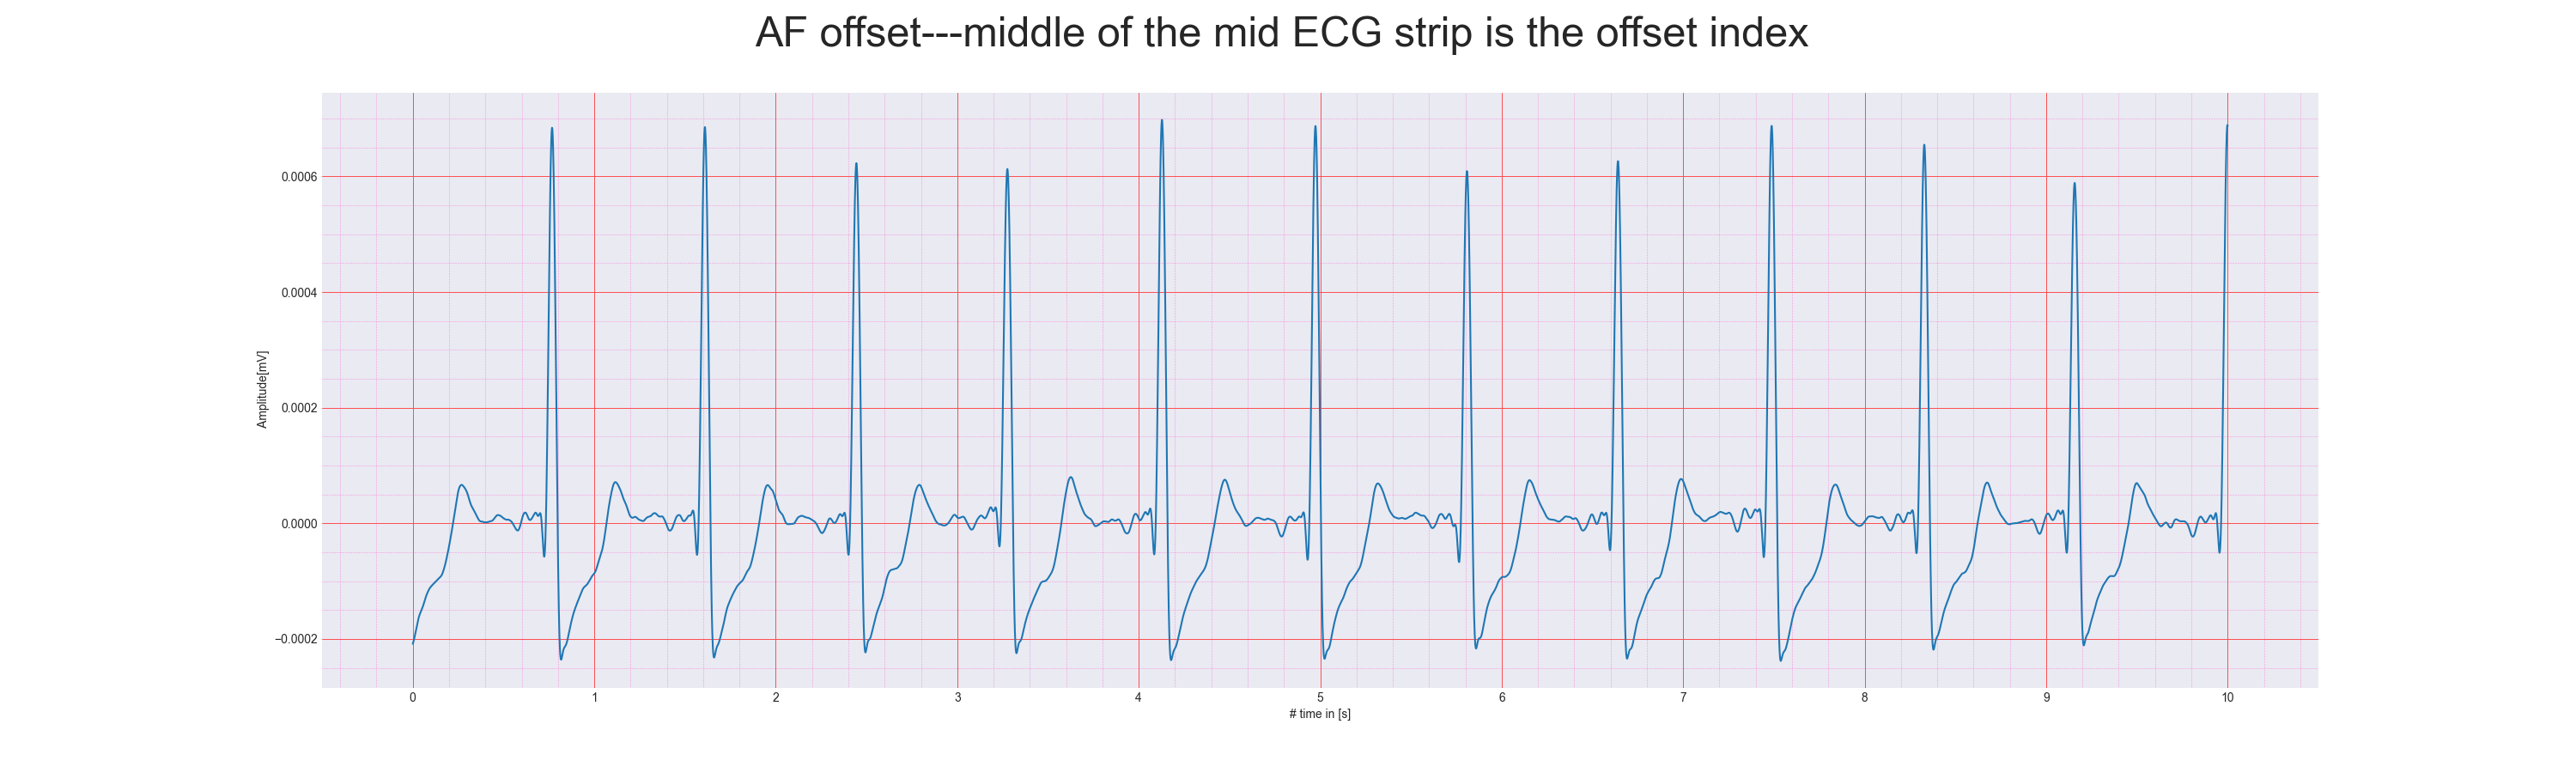 AF offset---middle of the mid ECG strip is the offset index
Amplitude[mV]
0.0006
0.0004
0.0002
0.0000
−0.0002
0 1 2 3 4 5 6 7 8 9 10
# time in [s]